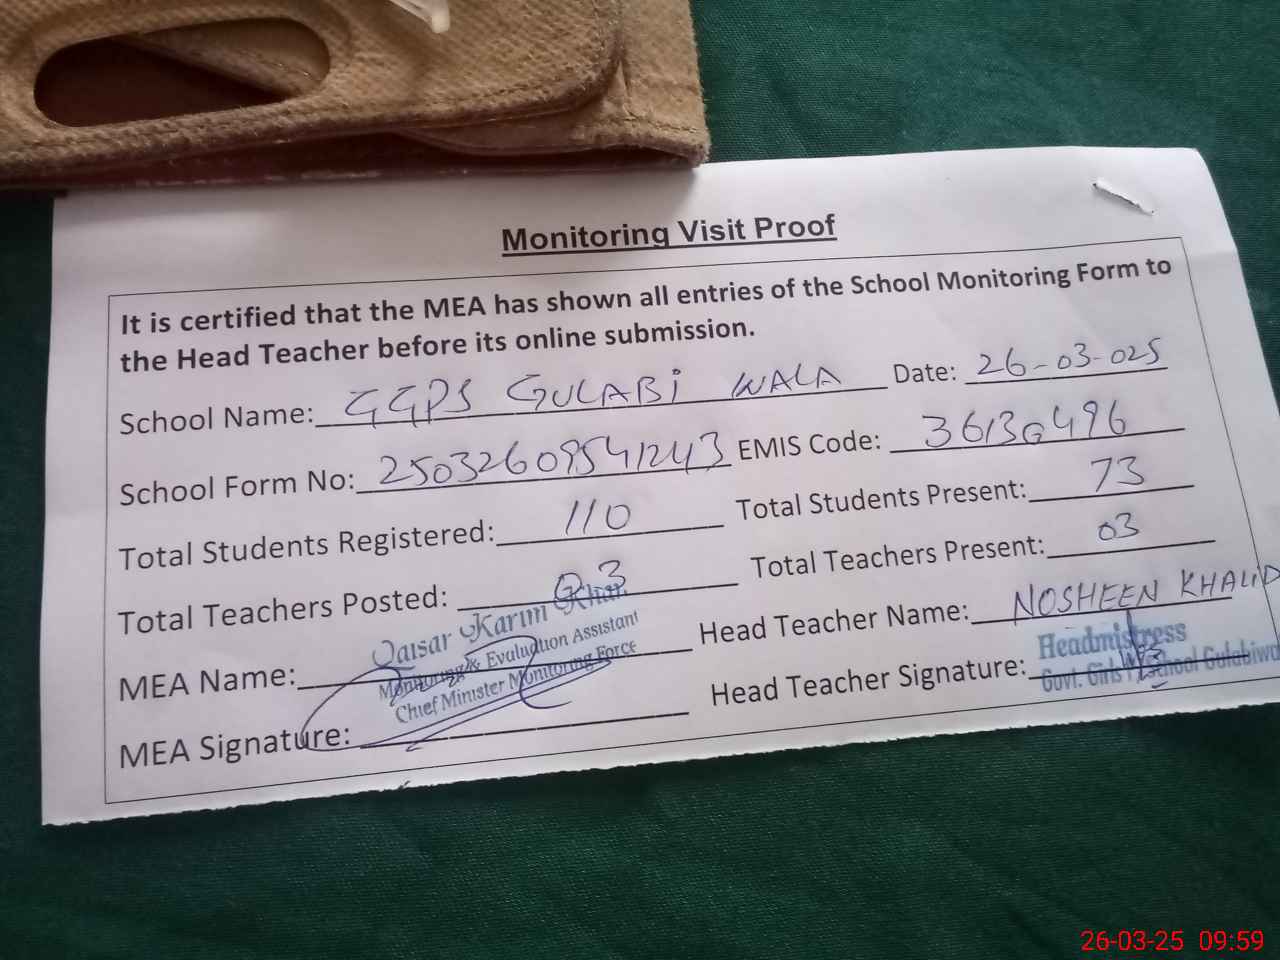 Monitoring Visit Proof
It is certified that the MEA has shown all entries of the School Monitoring Form to
the Head Teacher before its online submission.
School Name: GGPS GULABI WALA Date: 26-03-025
School Form No: 25032609541243 EMIS Code: 36130496
Total Students Registered: 110 Total Students Present: 73
Total Teachers Posted: 03 Total Teachers Present: 03
MEA Name: Qaisar Karim Khan Head Teacher Name: NOSHEEN KHALID
Monitoring & Evaluation Assistant
Chief Minister Monitoring Force
MEA Signature: Head Teacher Signature: Headmistress
Govt. Girls P/School Gulabiwa
26-03-25 09:59